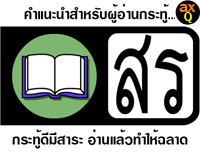 คำแนะนำสำหรับผู้อ่านกระทู้...
axQ
สร
กระทู้ดีมีสาระ อ่านแล้วทำให้ฉลาด